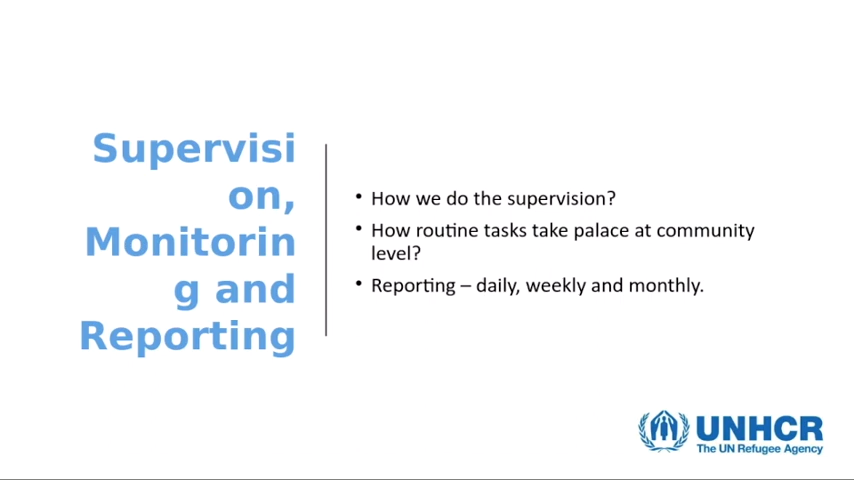 Supervisi
on,
Monitorin
g and
Reporting
• How we do the supervision?
• How routine tasks take palace at community
level?
• Reporting – daily, weekly and monthly.
UNHCR
The UN Refugee Agency